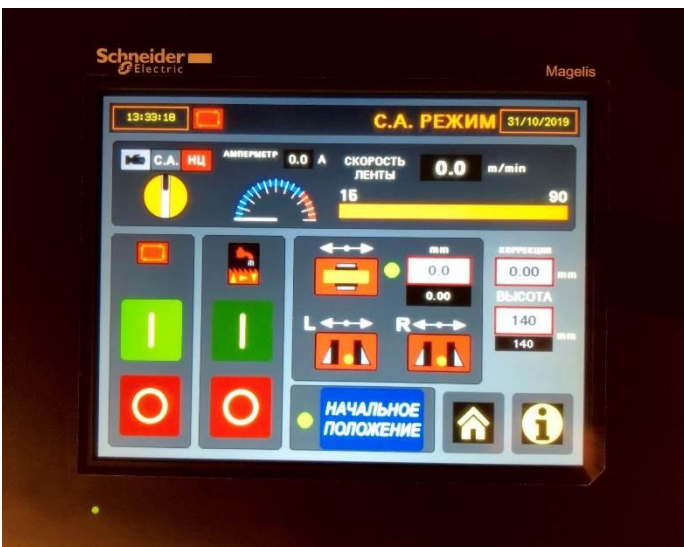 Schneider
Electric
Magelis
13:33:18
С.А. РЕЖИМ
31/10/2019
С.А.
НЦ
АМПЕРМЕТР
0.0 A
СКОРОСТЬ
ЛЕНТЫ
0.0 m/min
15
90
mm
0.0
0.00
КОРРЕКЦИЯ
0.00 mm
ВЫСОТА
140 mm
140
L
R
НАЧАЛЬНОЕ
ПОЛОЖЕНИЕ